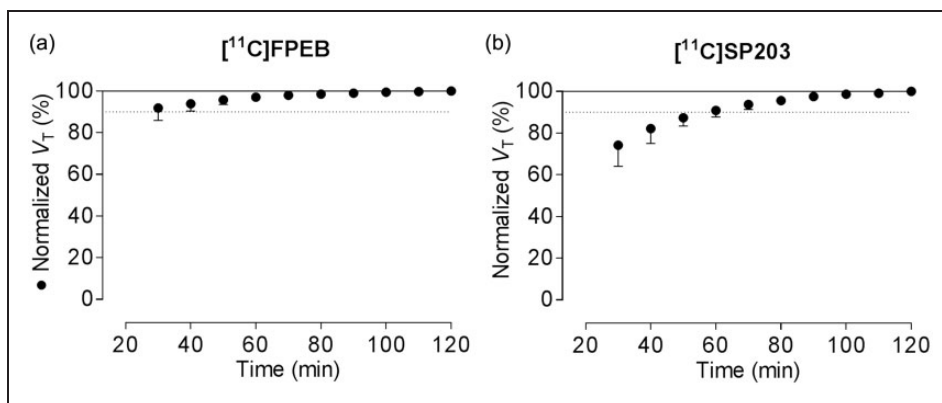 (a)
[¹¹C]FPEB
● Normalized V_T (%)
100
80
60
40
20
0
20 40 60 80 100 120
Time (min)
(b)
[¹¹C]SP203
Normalized V_T (%)
100
80
60
40
20
0
20 40 60 80 100 120
Time (min)